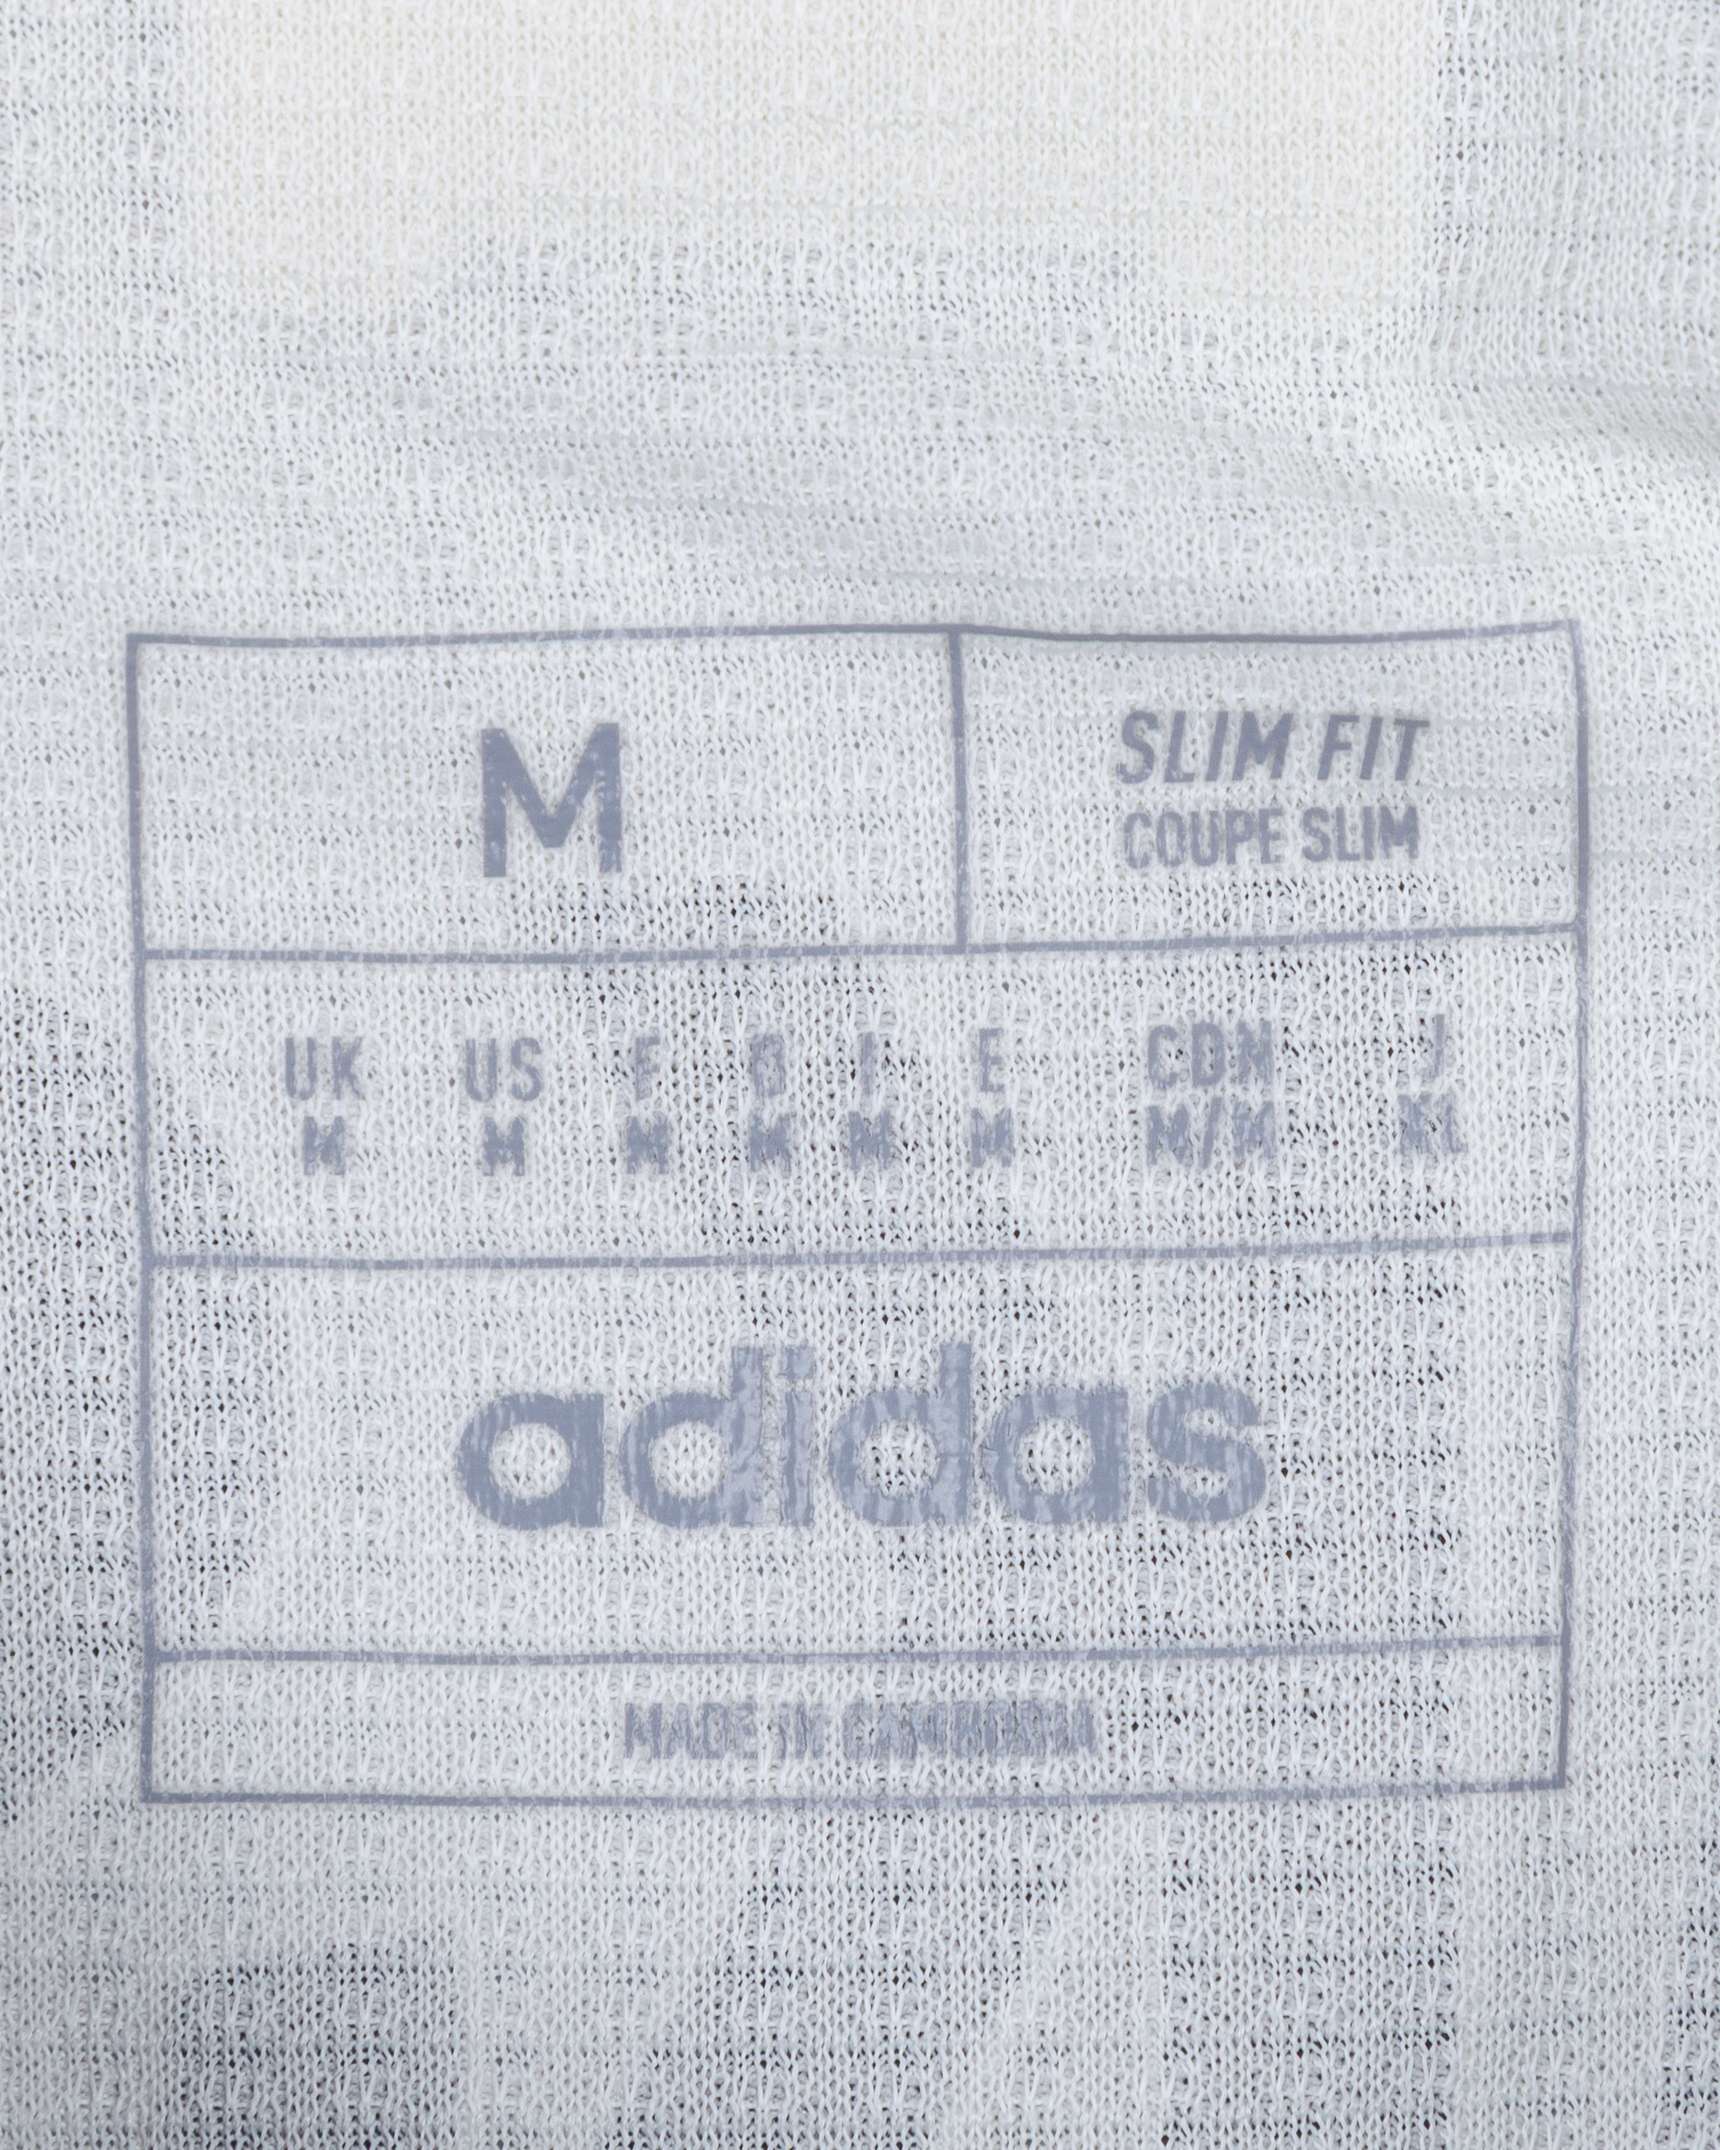 M
SLIM FIT
COUPE SLIM
UK US F D I E CDN J
M M M M M M M/M XL
adidas
MADE IN CAMBODIA